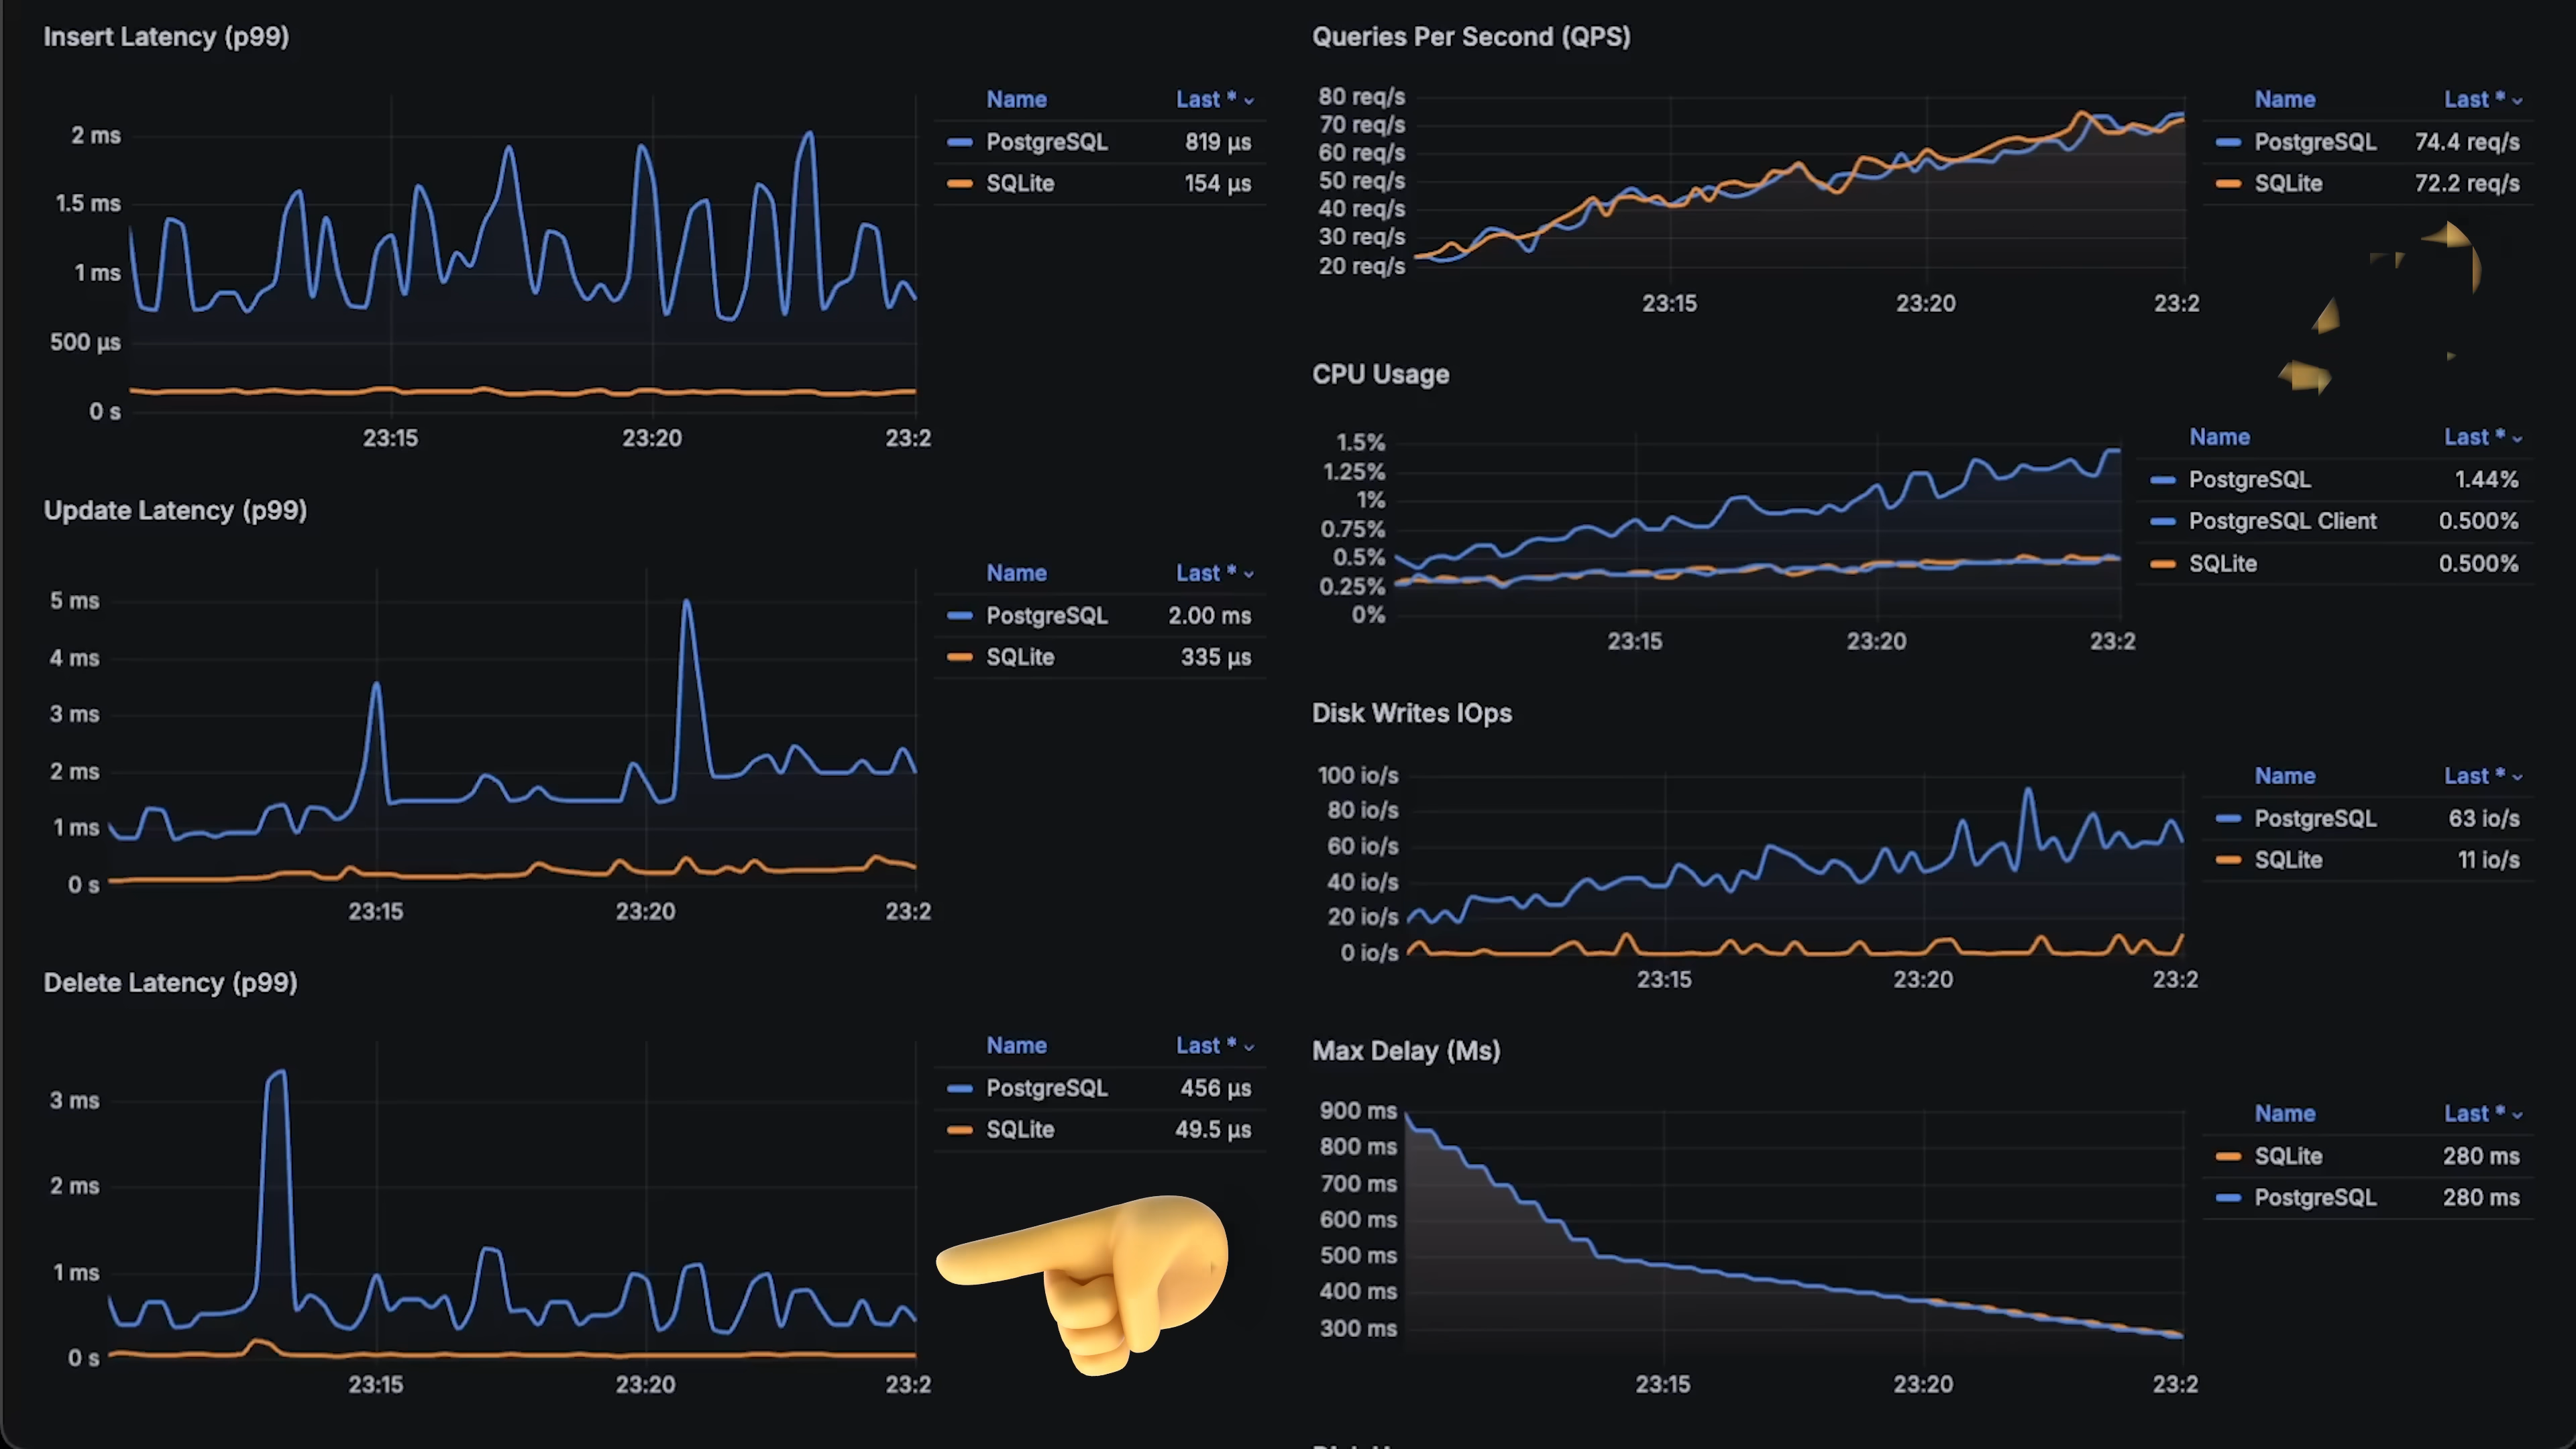 Insert Latency (p99)
Name Last *
2 ms
1.5 ms
1 ms
500 µs
0 s
23:15 23:20 23:2
PostgreSQL 819 µs
SQLite 154 µs
Update Latency (p99)
Name Last *
5 ms
4 ms
3 ms
2 ms
1 ms
0 s
23:15 23:20 23:2
PostgreSQL 2.00 ms
SQLite 335 µs
Delete Latency (p99)
Name Last *
3 ms
2 ms
1 ms
0 s
23:15 23:20 23:2
PostgreSQL 456 µs
SQLite 49.5 µs
Queries Per Second (QPS)
80 req/s
70 req/s
60 req/s
50 req/s
40 req/s
30 req/s
20 req/s
23:15 23:20 23:2
Name Last *
PostgreSQL 74.4 req/s
SQLite 72.2 req/s
CPU Usage
1.5%
1.25%
1%
0.75%
0.5%
0.25%
0%
23:15 23:20 23:2
Name Last *
PostgreSQL 1.44%
PostgreSQL Client 0.500%
SQLite 0.500%
Disk Writes IOps
100 io/s
80 io/s
60 io/s
40 io/s
20 io/s
0 io/s
23:15 23:20 23:2
Name Last *
PostgreSQL 63 io/s
SQLite 11 io/s
Max Delay (Ms)
900 ms
800 ms
700 ms
600 ms
500 ms
400 ms
300 ms
23:15 23:20 23:2
Name Last *
SQLite 280 ms
PostgreSQL 280 ms